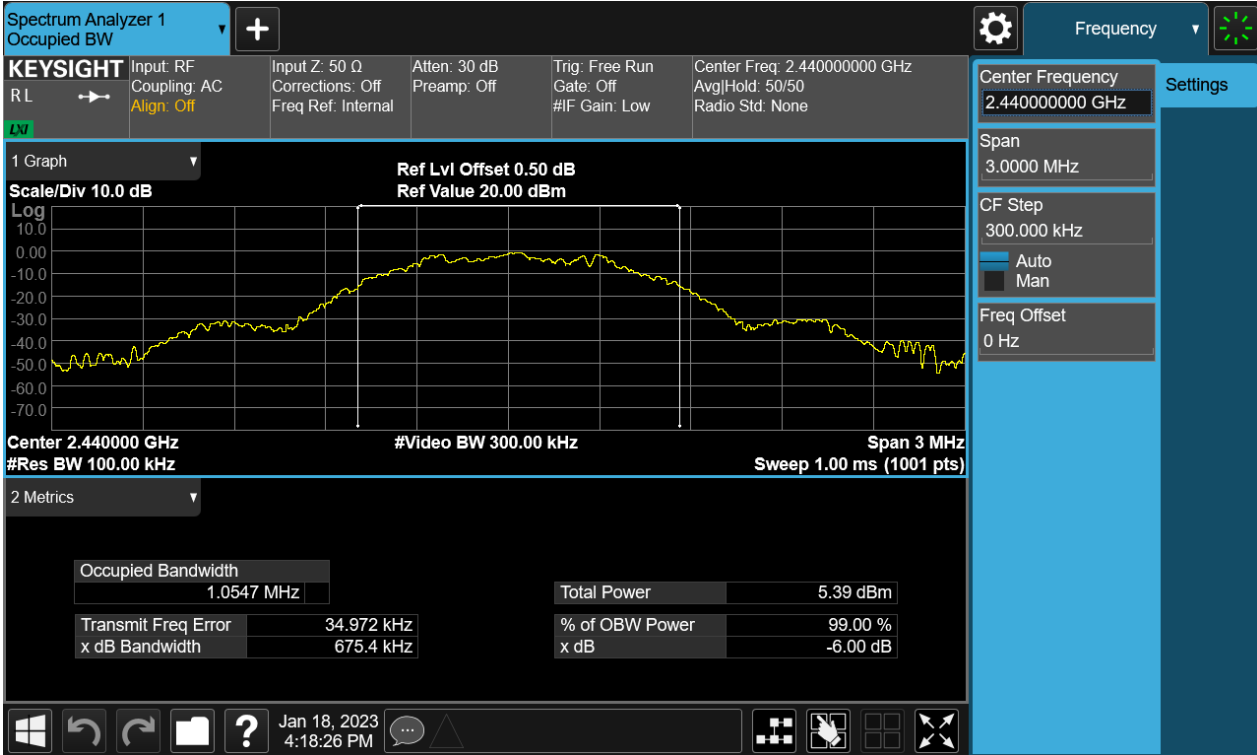 Spectrum Analyzer 1
Occupied BW
Frequency
KEYSIGHT
R L
LXI
Input: RF
Coupling: AC
Align: Off
Input Z: 50 Ω
Corrections: Off
Freq Ref: Internal
Atten: 30 dB
Preamp: Off
Trig: Free Run
Gate: Off
#IF Gain: Low
Center Freq: 2.440000000 GHz
Avg|Hold: 50/50
Radio Std: None
Center Frequency
2.440000000 GHz
Settings
Span
3.0000 MHz
CF Step
300.000 kHz
Auto
Man
Freq Offset
0 Hz
1 Graph
Scale/Div 10.0 dB
Ref Lvl Offset 0.50 dB
Ref Value 20.00 dBm
Log
10.0
0.00
-10.0
-20.0
-30.0
-40.0
-50.0
-60.0
-70.0
Center 2.440000 GHz
#Video BW 300.00 kHz
Span 3 MHz
#Res BW 100.00 kHz
Sweep 1.00 ms (1001 pts)
2 Metrics
Occupied Bandwidth
1.0547 MHz
Total Power 5.39 dBm
Transmit Freq Error 34.972 kHz
% of OBW Power 99.00 %
x dB Bandwidth 675.4 kHz
x dB -6.00 dB
Jan 18, 2023
4:18:26 PM